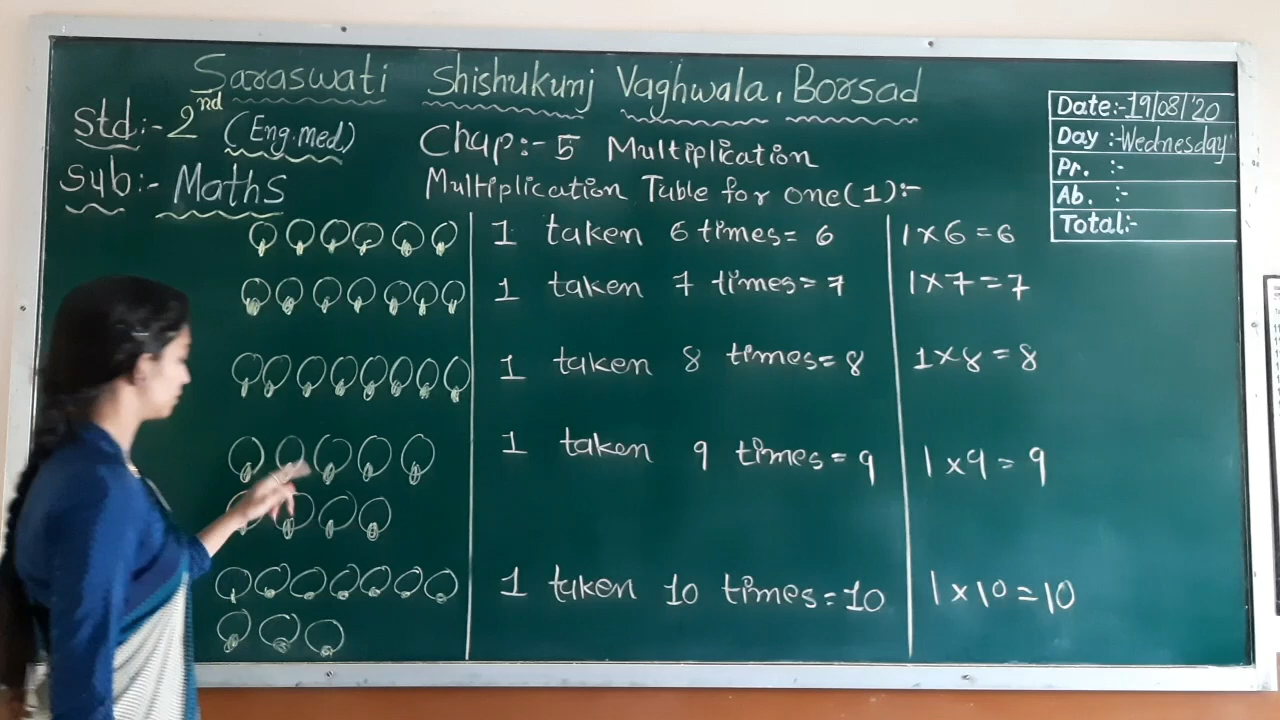 Saraswati Shishukunj Vaghwala, Borsad
Std:- 2nd (Eng.med.)
Chap:- 5 Multiplication
Sub:- Maths
Multiplication Table for one(1):-
Date:-19/08/'20
Day :-Wednesday
Pr. :-
Ab. :-
Total:-
1 taken 6 times= 6 1×6=6
1 taken 7 times=7 1×7=7
1 taken 8 times=8 1×8=8
1 taken 9 times=9 1×9=9
1 taken 10 times=10 1×10=10